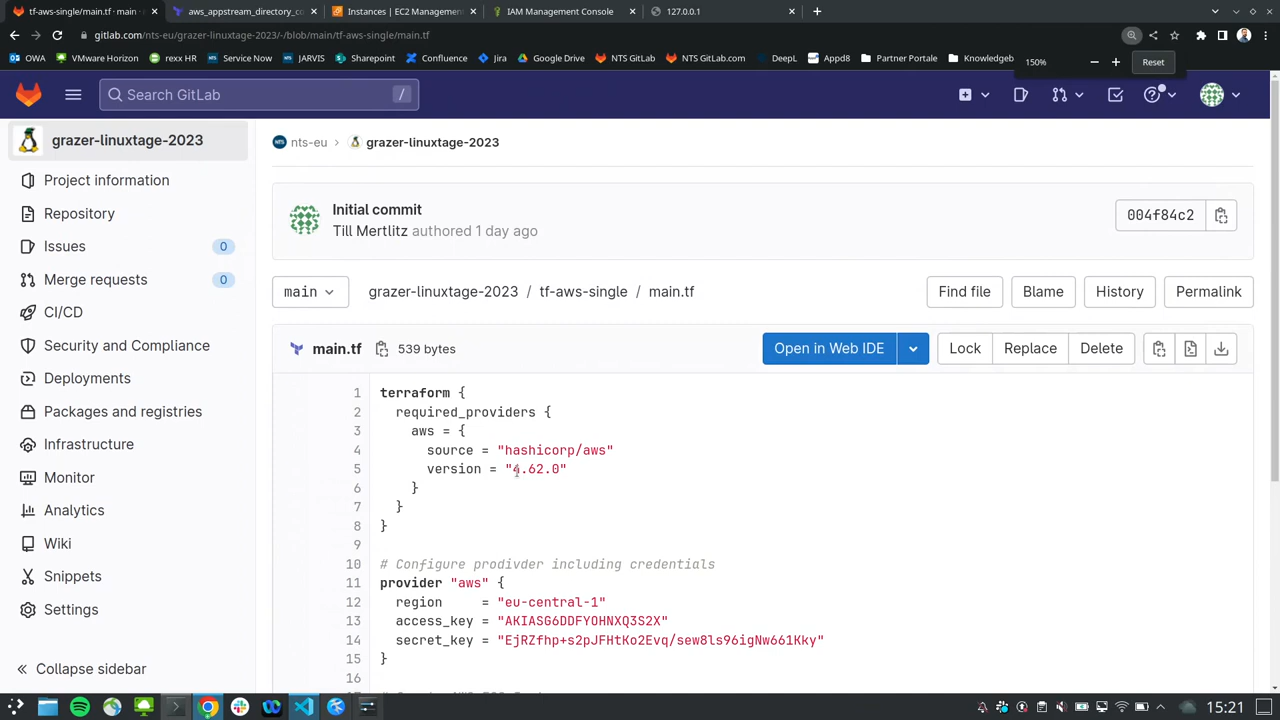 tf-aws-single/main.tf · main ·
aws_appstream_directory_co
Instances | EC2 Managemen
IAM Management Console
127.0.0.1
gitlab.com/nts-eu/grazer-linuxtage-2023/-/blob/main/tf-aws-single/main.tf
OWA
VMware Horizon
rexx HR
Service Now
JARVIS
Sharepoint
Confluence
Jira
Google Drive
NTS GitLab
NTS GitLab.com
DeepL
Appd8
Partner Portale
Knowledgeb
150%
Reset
Search GitLab /
grazer-linuxtage-2023
Project information
Repository
Issues 0
Merge requests 0
CI/CD
Security and Compliance
Deployments
Packages and registries
Infrastructure
Monitor
Analytics
Wiki
Snippets
Settings
Collapse sidebar
nts-eu › grazer-linuxtage-2023
Initial commit
Till Mertlitz authored 1 day ago
004f84c2
main
grazer-linuxtage-2023 / tf-aws-single / main.tf
Find file
Blame
History
Permalink
main.tf 539 bytes
Open in Web IDE
Lock
Replace
Delete
1 terraform {
2 required_providers {
3 aws = {
4 source = "hashicorp/aws"
5 version = "4.62.0"
6 }
7 }
8 }
9
10 # Configure prodivder including credentials
11 provider "aws" {
12 region = "eu-central-1"
13 access_key = "AKIASG6DDFYOHNXQ3S2X"
14 secret_key = "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"
15 }
16
15:21